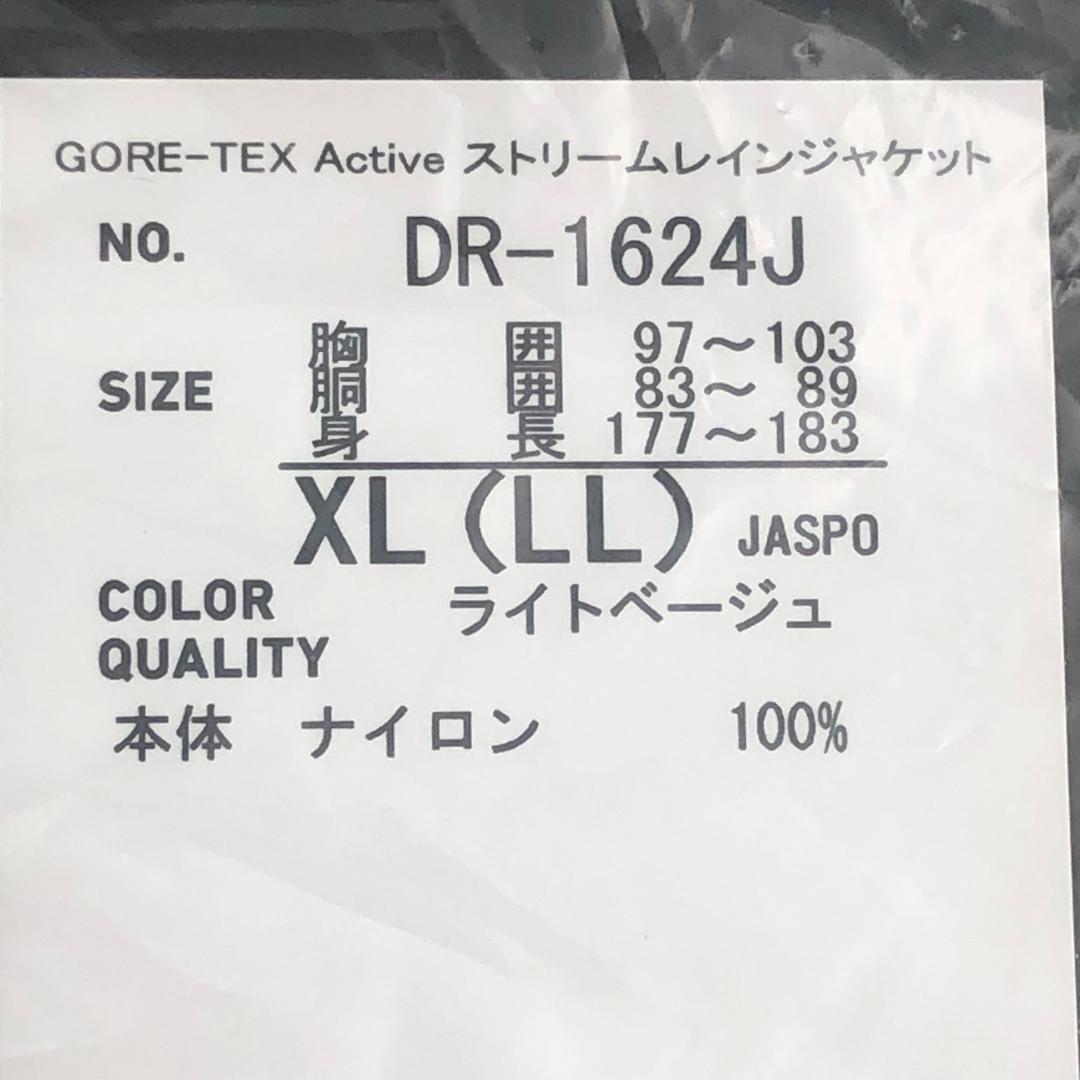 GORE-TEX Active ストリームレインジャケット
NO. DR-1624J
胸囲 97～103
SIZE 胴囲 83～ 89
身長 177～183
XL(LL) JASPO
COLOR ライトベージュ
QUALITY
本体 ナイロン 100%